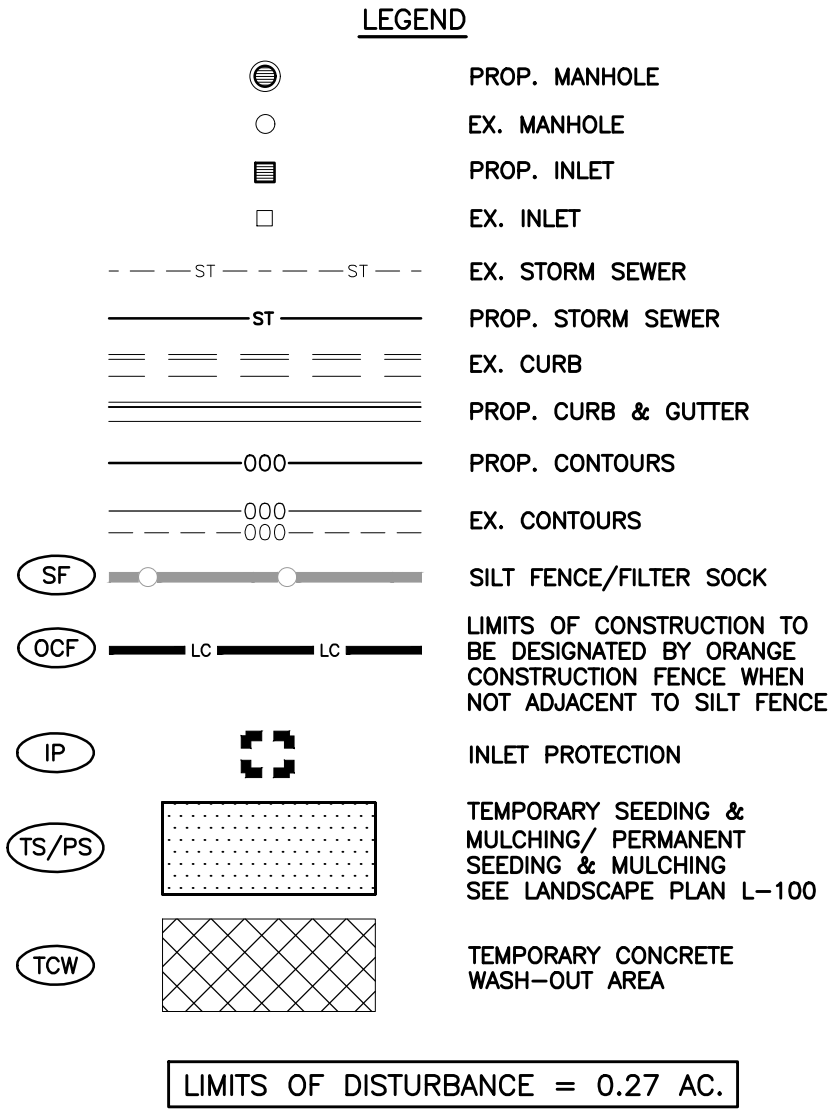 LEGEND
PROP. MANHOLE
EX. MANHOLE
PROP. INLET
EX. INLET
ST ST EX. STORM SEWER
ST PROP. STORM SEWER
EX. CURB
PROP. CURB & GUTTER
000 PROP. CONTOURS
000
000 EX. CONTOURS
SF SILT FENCE/FILTER SOCK
OCF LC LC
LIMITS OF CONSTRUCTION TO
BE DESIGNATED BY ORANGE
CONSTRUCTION FENCE WHEN
NOT ADJACENT TO SILT FENCE
IP INLET PROTECTION
TS/PS
TEMPORARY SEEDING &
MULCHING/ PERMANENT
SEEDING & MULCHING
SEE LANDSCAPE PLAN L-100
TCW
TEMPORARY CONCRETE
WASH-OUT AREA
LIMITS OF DISTURBANCE = 0.27 AC.